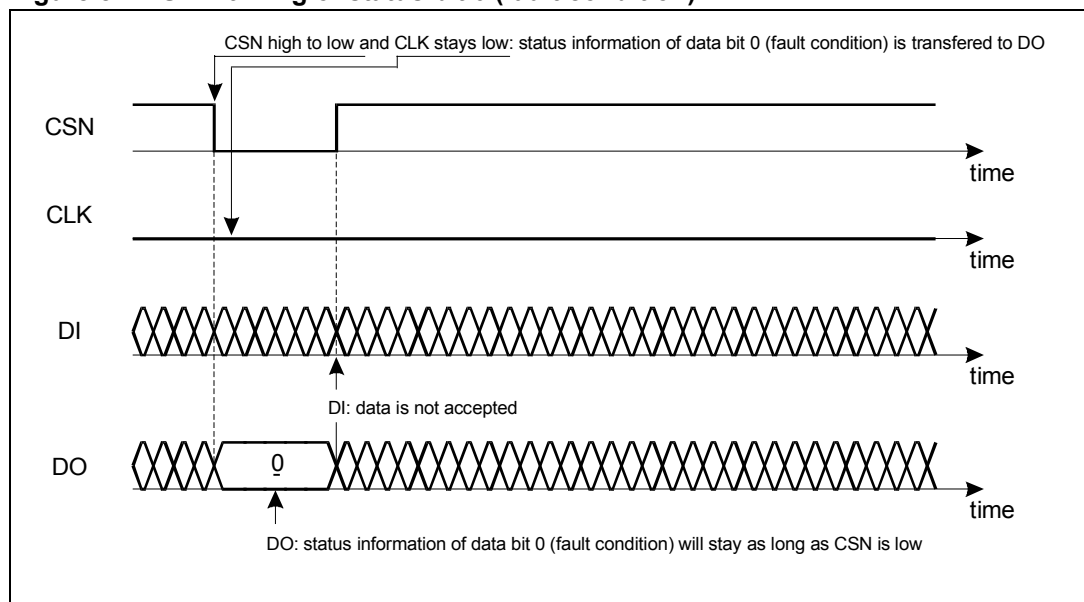 CSN high to low and CLK stays low: status information of data bit 0 (fault condition) is transfered to DO
CSN
time
CLK
time
DI
time
DI: data is not accepted
DO
0
time
DO: status information of data bit 0 (fault condition) will stay as long as CSN is low